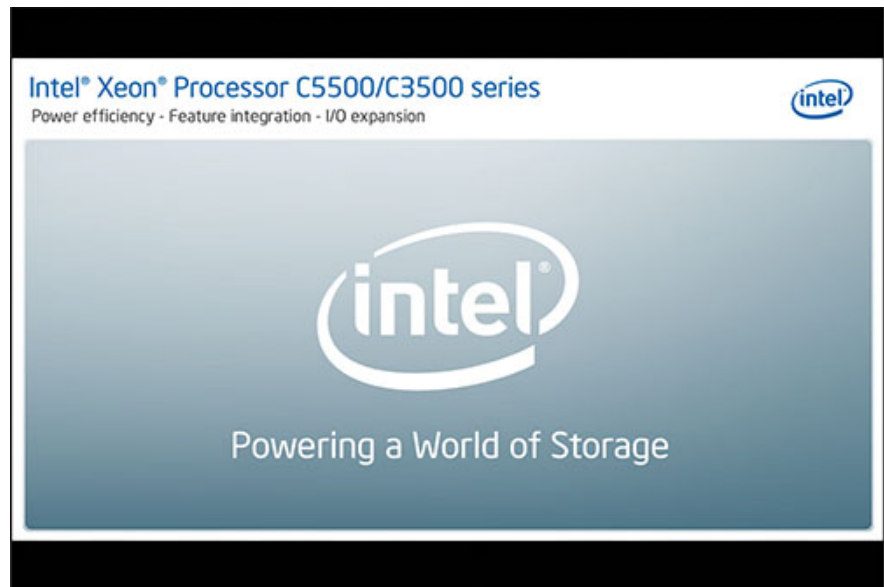 Intel® Xeon® Processor C5500/C3500 series
Power efficiency - Feature integration - I/O expansion
intel
intel®
Powering a World of Storage